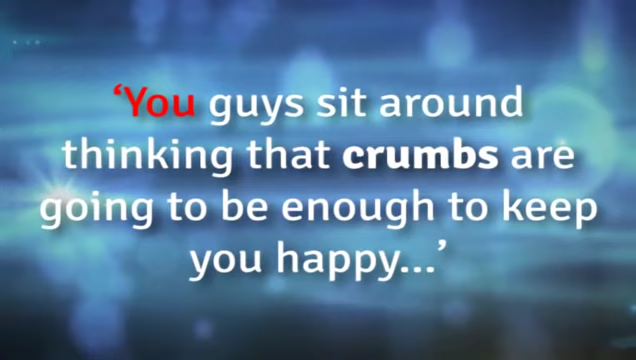 ‘You guys sit around
thinking that crumbs are
going to be enough to keep
you happy...’